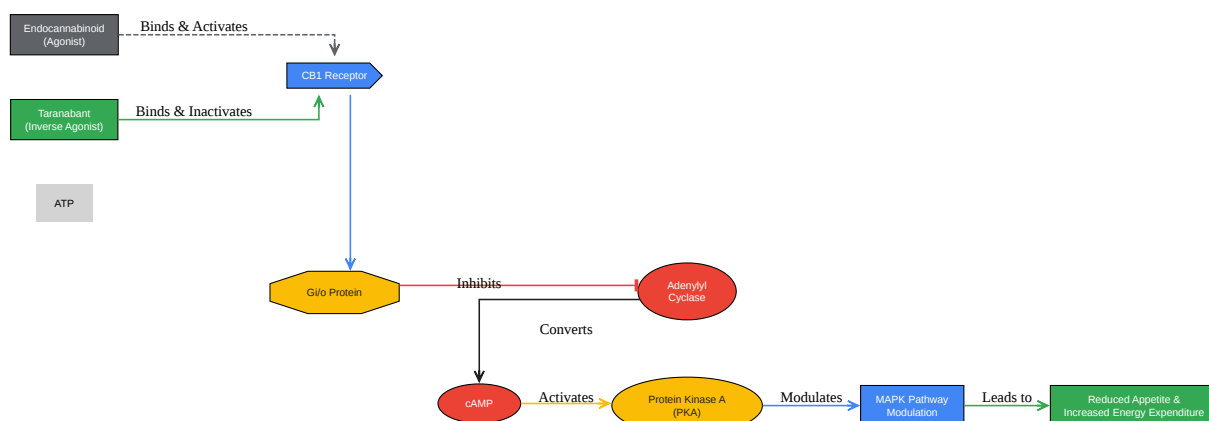 Endocannabinoid
(Agonist)
Binds & Activates
CB1 Receptor
Taranabant
(Inverse Agonist)
Binds & Inactivates
ATP
Gi/o Protein
Inhibits
Adenylyl
Cyclase
Converts
cAMP
Activates
Protein Kinase A
(PKA)
Modulates
MAPK Pathway
Modulation
Leads to
Reduced Appetite &
Increased Energy Expenditure